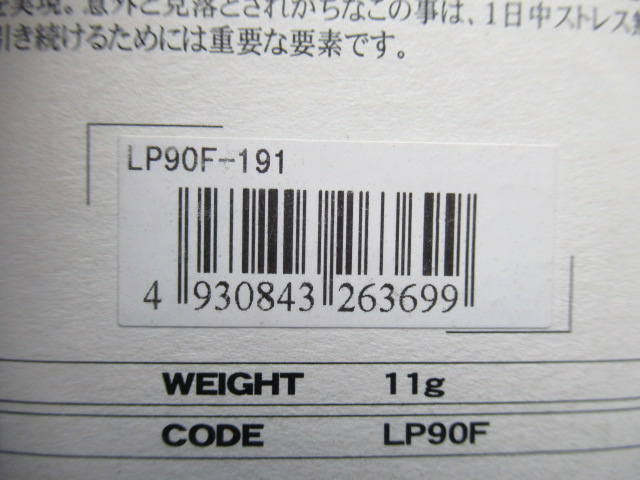 実現。意外と見落とされがちなこの事は、1日中ストレス
引き続けるためには重要な要素です。
LP90F-191
4 930843 263699
WEIGHT 11g
CODE LP90F